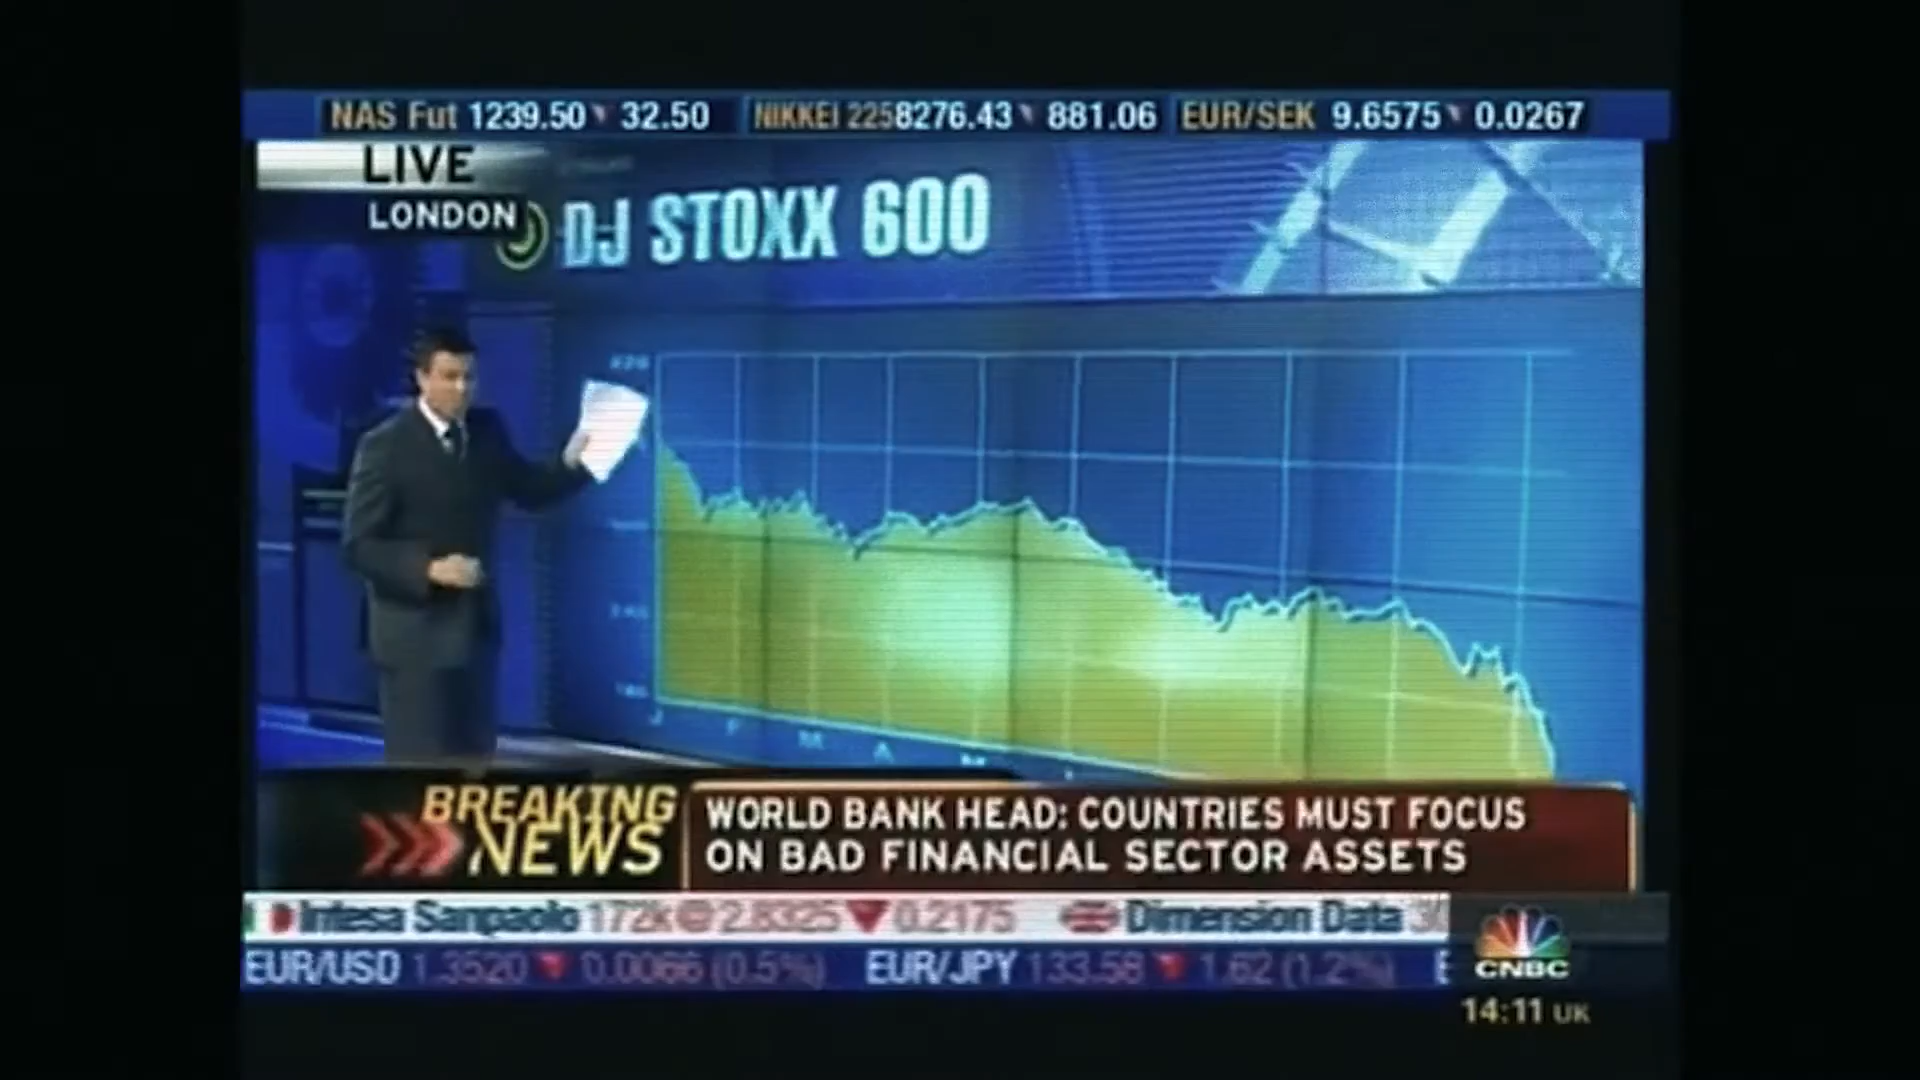 NAS Fut 1239.50 32.50 NIKKEI 225 8276.43 881.06 EUR/SEK 9.6575 0.0267
LIVE
LONDON
DJ STOXX 600
J F M A M
BREAKING
NEWS
WORLD BANK HEAD: COUNTRIES MUST FOCUS
ON BAD FINANCIAL SECTOR ASSETS
Intesa Sanpaolo 172k@2.8325 0.2175 Dimension Data
EUR/USD 1.3520 0.0066 (0.5%) EUR/JPY 133.58 1.62 (1.2%)
CNBC
14:11 UK